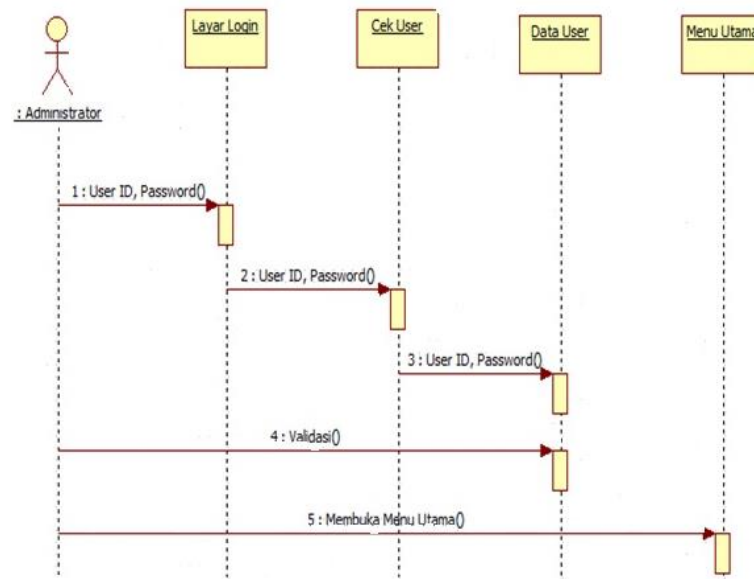 Layar Login
Cek User
Data User
Menu Utama
: Administrator
1 : User ID, Password()
2 : User ID, Password()
3 : User ID, Password()
4 : Validasi()
5 : Membuka Menu Utama()